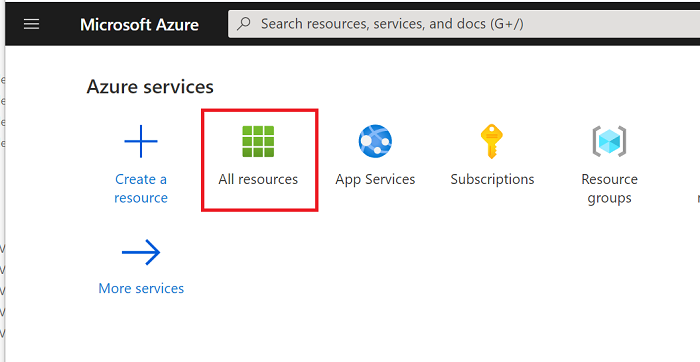 Microsoft Azure
Search resources, services, and docs (G+/)
Azure services
Create a
resource
All resources
App Services
Subscriptions
Resource
groups
More services